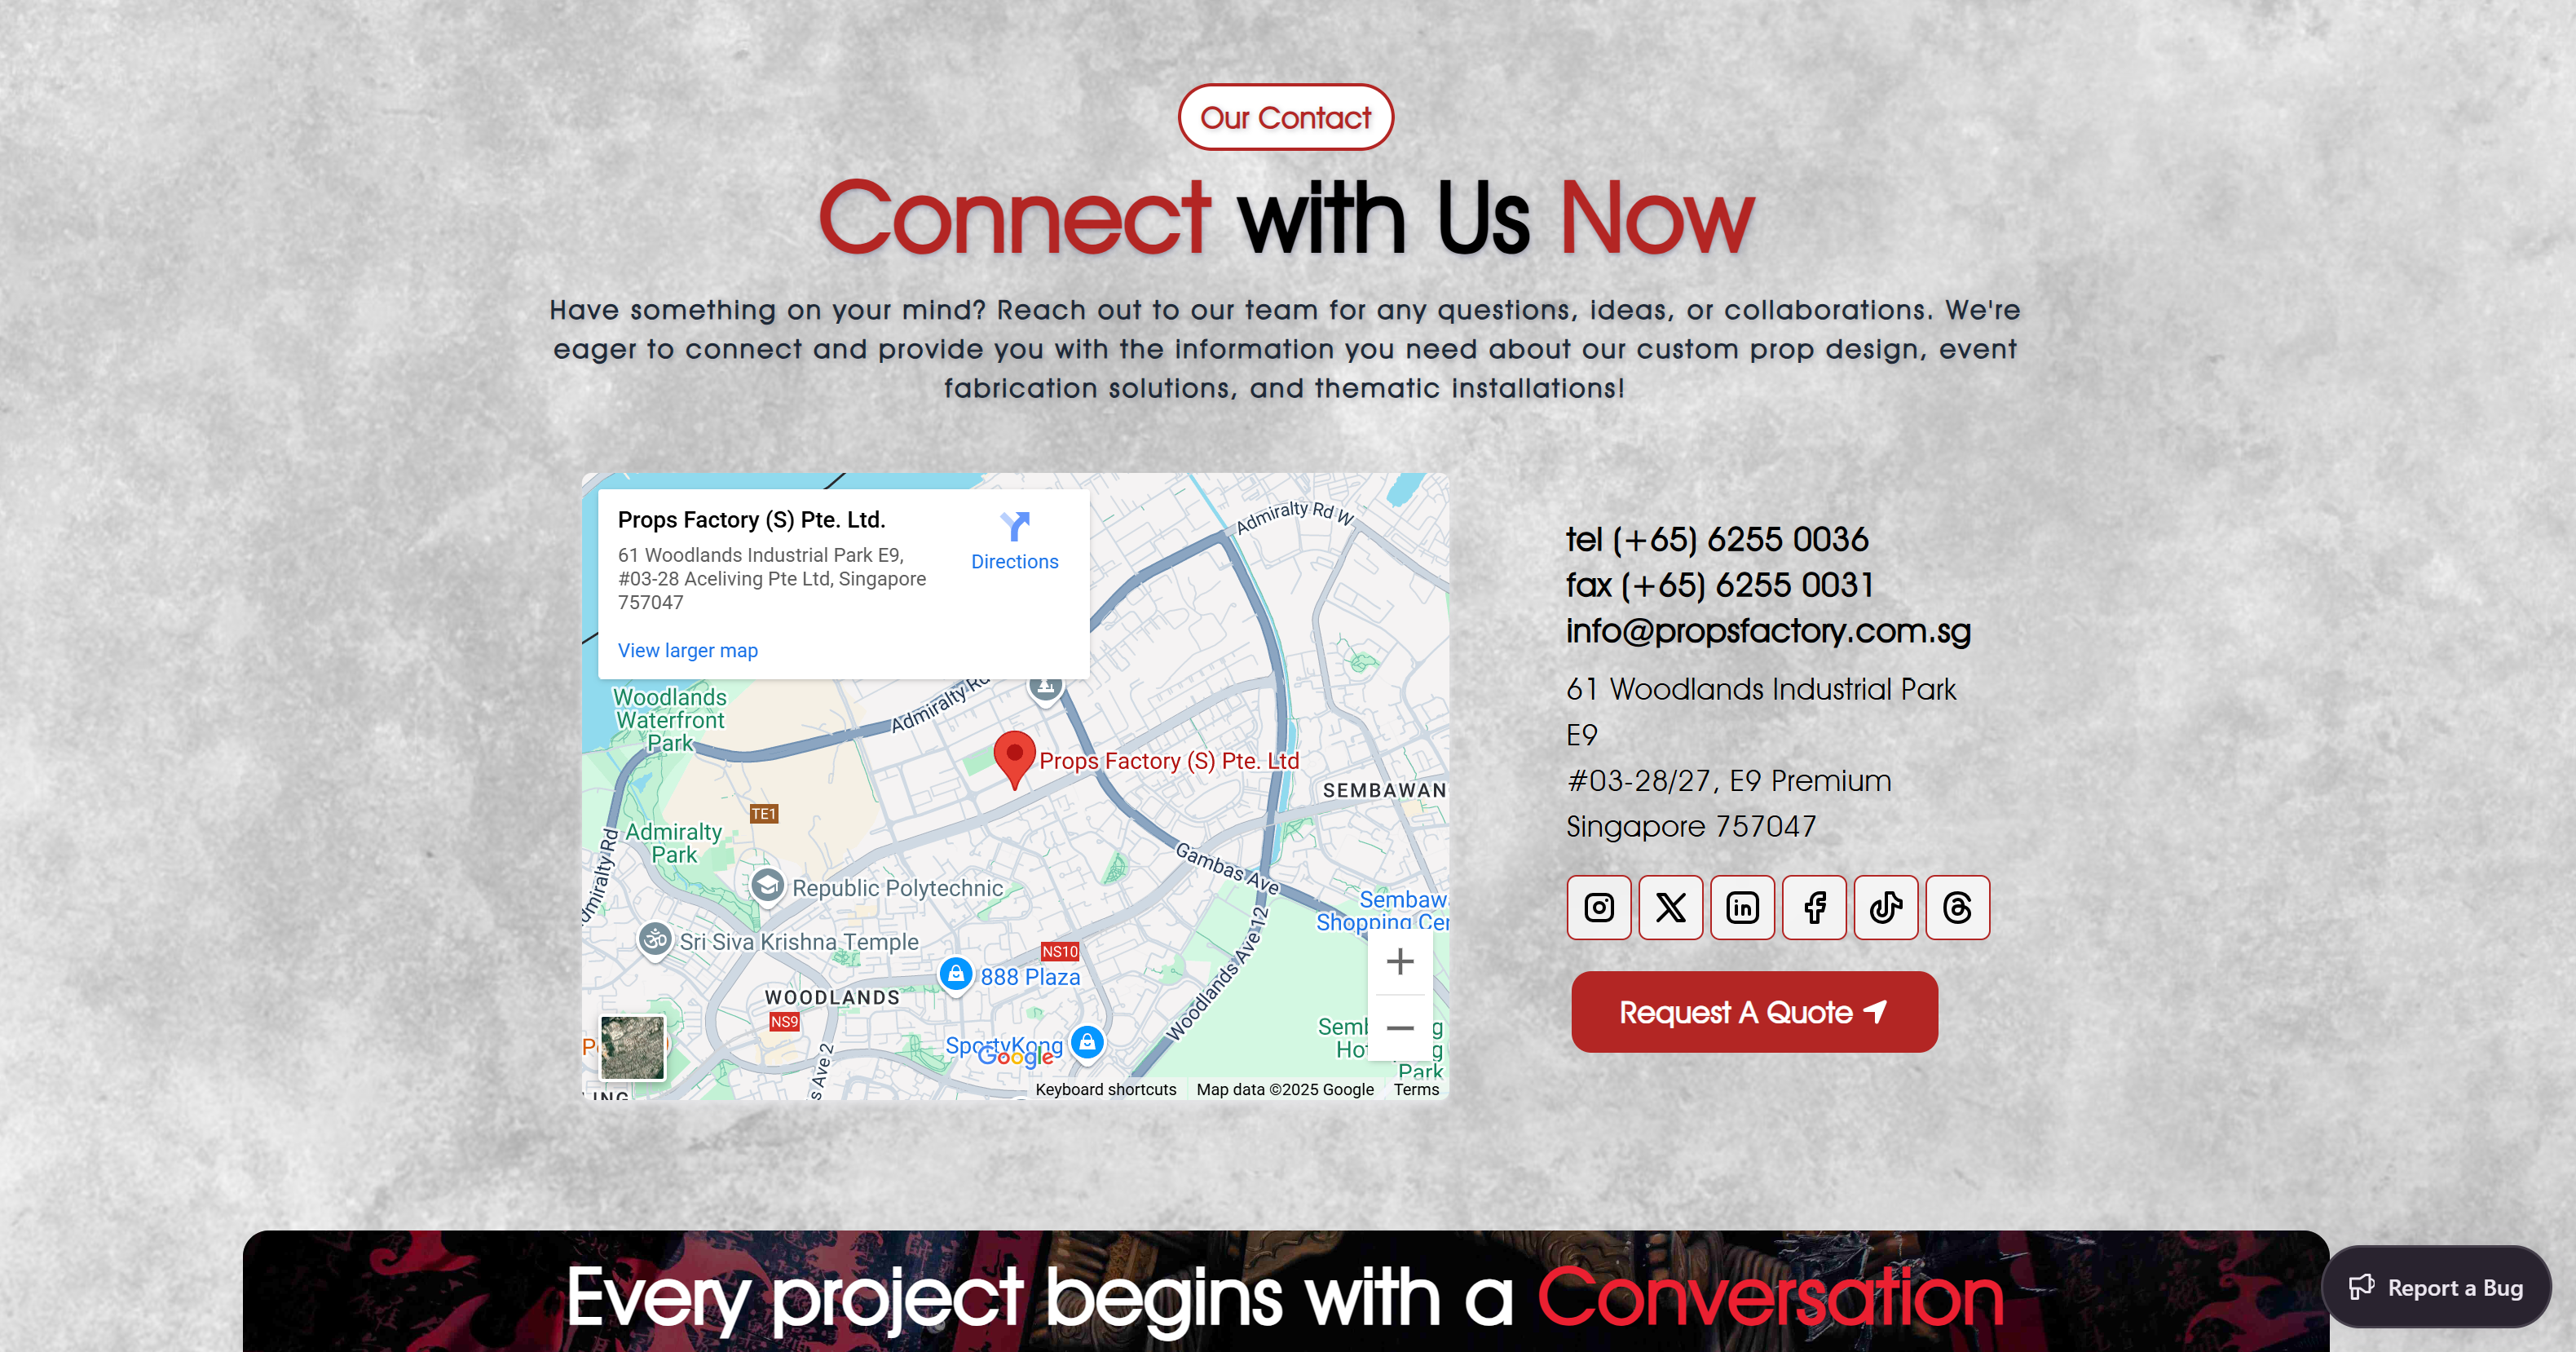 Our Contact
Connect with Us Now
Have something on your mind? Reach out to our team for any questions, ideas, or collaborations. We're
eager to connect and provide you with the information you need about our custom prop design, event
fabrication solutions, and thematic installations!
Props Factory (S) Pte. Ltd.
61 Woodlands Industrial Park E9,
#03-28 Aceliving Pte Ltd, Singapore
757047
Directions
View larger map
Admiralty Rd W
Woodlands
Waterfront
Park
Admiralty Rd
Props Factory (S) Pte. Ltd
SEMBAWAN
TE1
Admiralty
Park
Admiralty Rd
Gambas Ave
Republic Polytechnic
Sembaw
Shopping Cen
Sri Siva Krishna Temple
NS10
888 Plaza
Woodlands Ave 12
WOODLANDS
NS9
SportyKong
Google
s Ave 2
Park
Keyboard shortcuts
Map data ©2025 Google
Terms
tel (+65) 6255 0036
fax (+65) 6255 0031
info@propsfactory.com.sg
61 Woodlands Industrial Park
E9
#03-28/27, E9 Premium
Singapore 757047
Request A Quote
Every project begins with a Conversation
Report a Bug